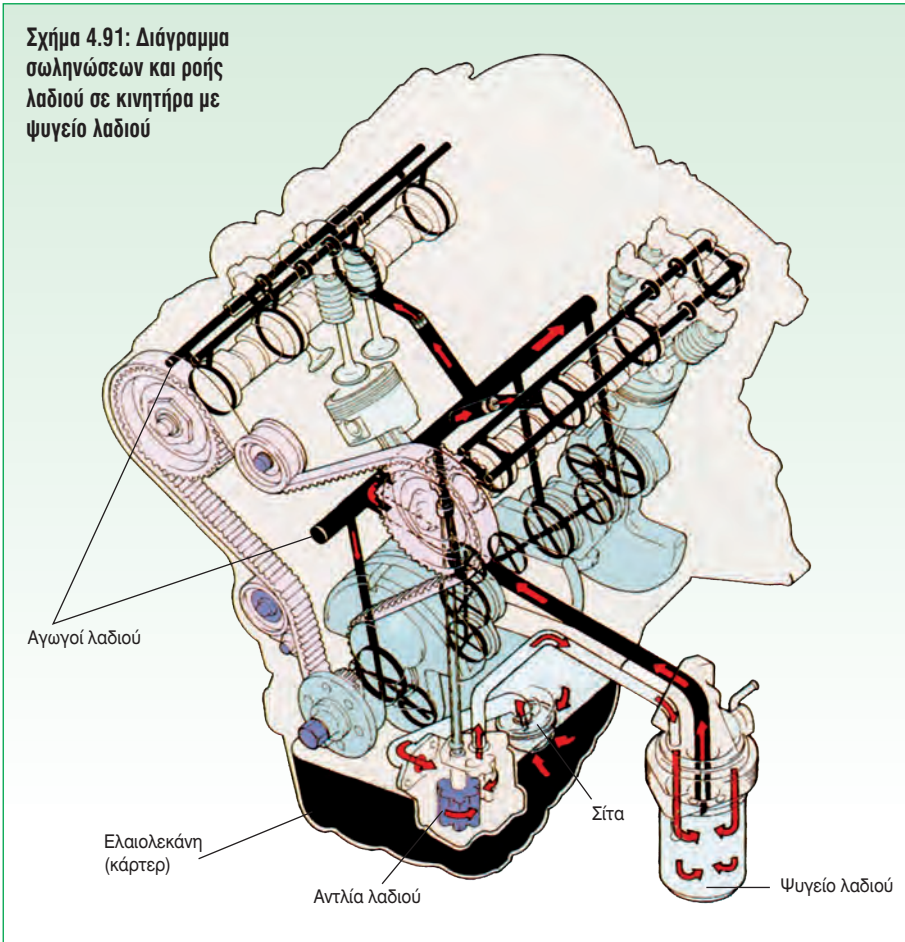 Σχήμα 4.91: Διάγραμμα
σωληνώσεων και ροής
λαδιού σε κινητήρα με
ψυγείο λαδιού
Αγωγοί λαδιού
Σίτα
Ελαιολεκάνη
(κάρτερ)
Αντλία λαδιού
Ψυγείο λαδιού